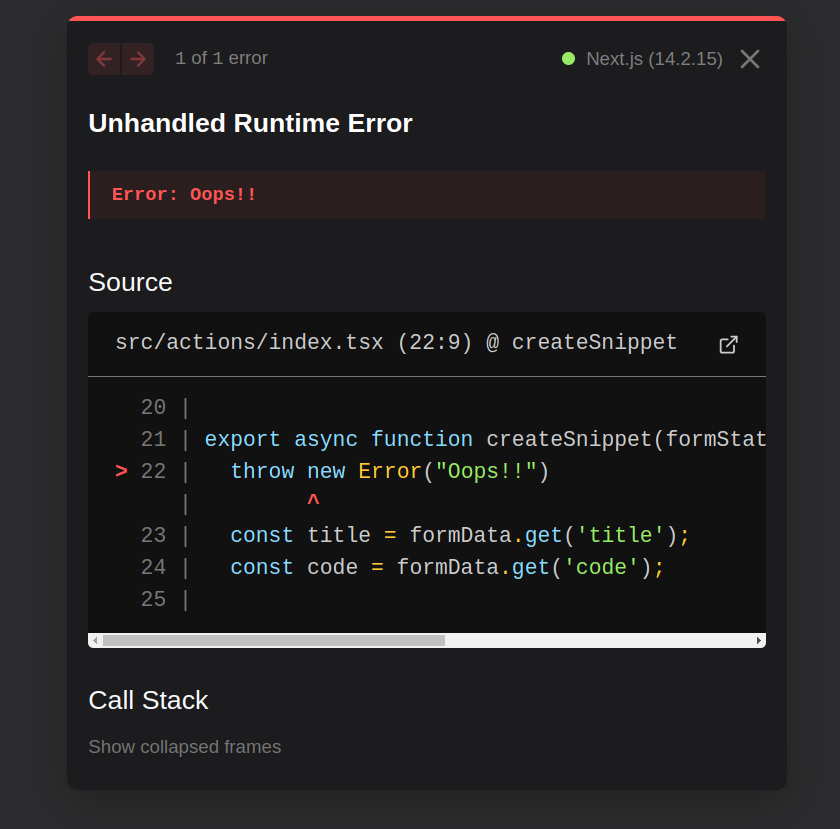 1 of 1 error
Next.js (14.2.15)
Unhandled Runtime Error
Error: Oops!!
Source
src/actions/index.tsx (22:9) @ createSnippet
20 |
21 | export async function createSnippet(formStat
> 22 |   throw new Error("Oops!!")
|         ^
23 |   const title = formData.get('title');
24 |   const code = formData.get('code');
25 |
Call Stack
Show collapsed frames